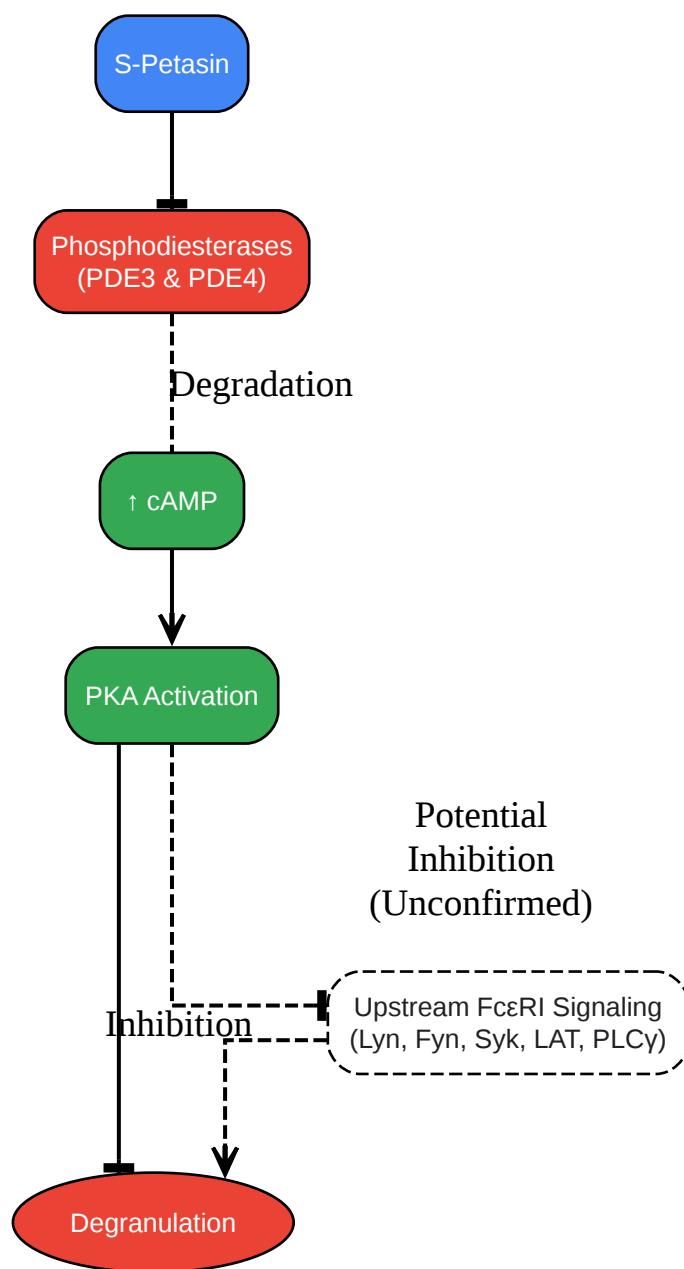 S-Petasin
Phosphodiesterases
(PDE3 & PDE4)
Degradation
↑ cAMP
PKA Activation
Potential
Inhibition
(Unconfirmed)
Upstream FcεRI Signaling
(Lyn, Fyn, Syk, LAT, PLCγ)
Inhibition
Degranulation